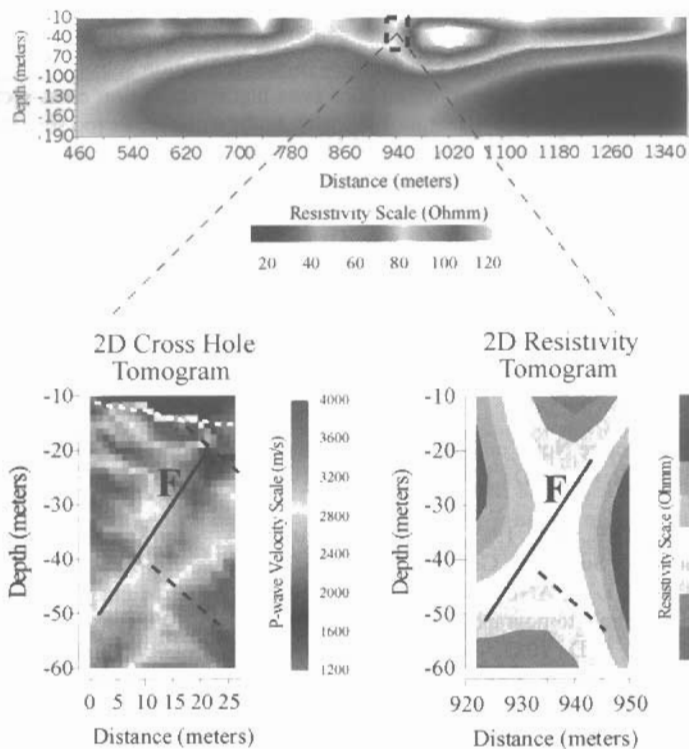 -10
-40
-70
-100
-130
-160
-190
Depth (meters)
460 540 620 700 780 860 940 1020 1100 1180 1260 1340
Distance (meters)
Resistivity Scale (Ohmm)
20 40 60 80 100 120
2D Cross Hole
Tomogram
-10
-20
-30
-40
-50
-60
Depth (meters)
F
0 5 10 15 20 25
Distance (meters)
4000
3600
3200
2800
2400
2000
1600
1200
P-wave Velocity Scale (m/s)
2D Resistivity
Tomogram
-10
-20
-30
-40
-50
-60
Depth (meters)
F
920 930 940 950
Distance (meters)
Resistivity Scale (Ohmm)